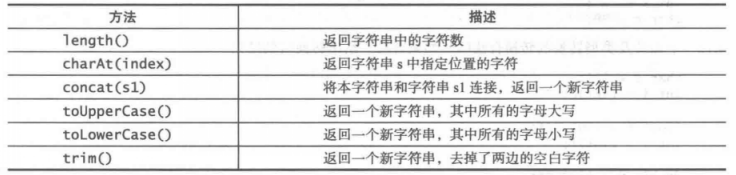 方法 描述
length() 返回字符串中的字符数
charAt(index) 返回字符串 s 中指定位置的字符
concat(s1) 将本字符串和字符串 s1 连接，返回一个新字符串
toUpperCase() 返回一个新字符串，其中所有的字母大写
toLowerCase() 返回一个新字符串，其中所有的字母小写
trim() 返回一个新字符串，去掉了两边的空白字符